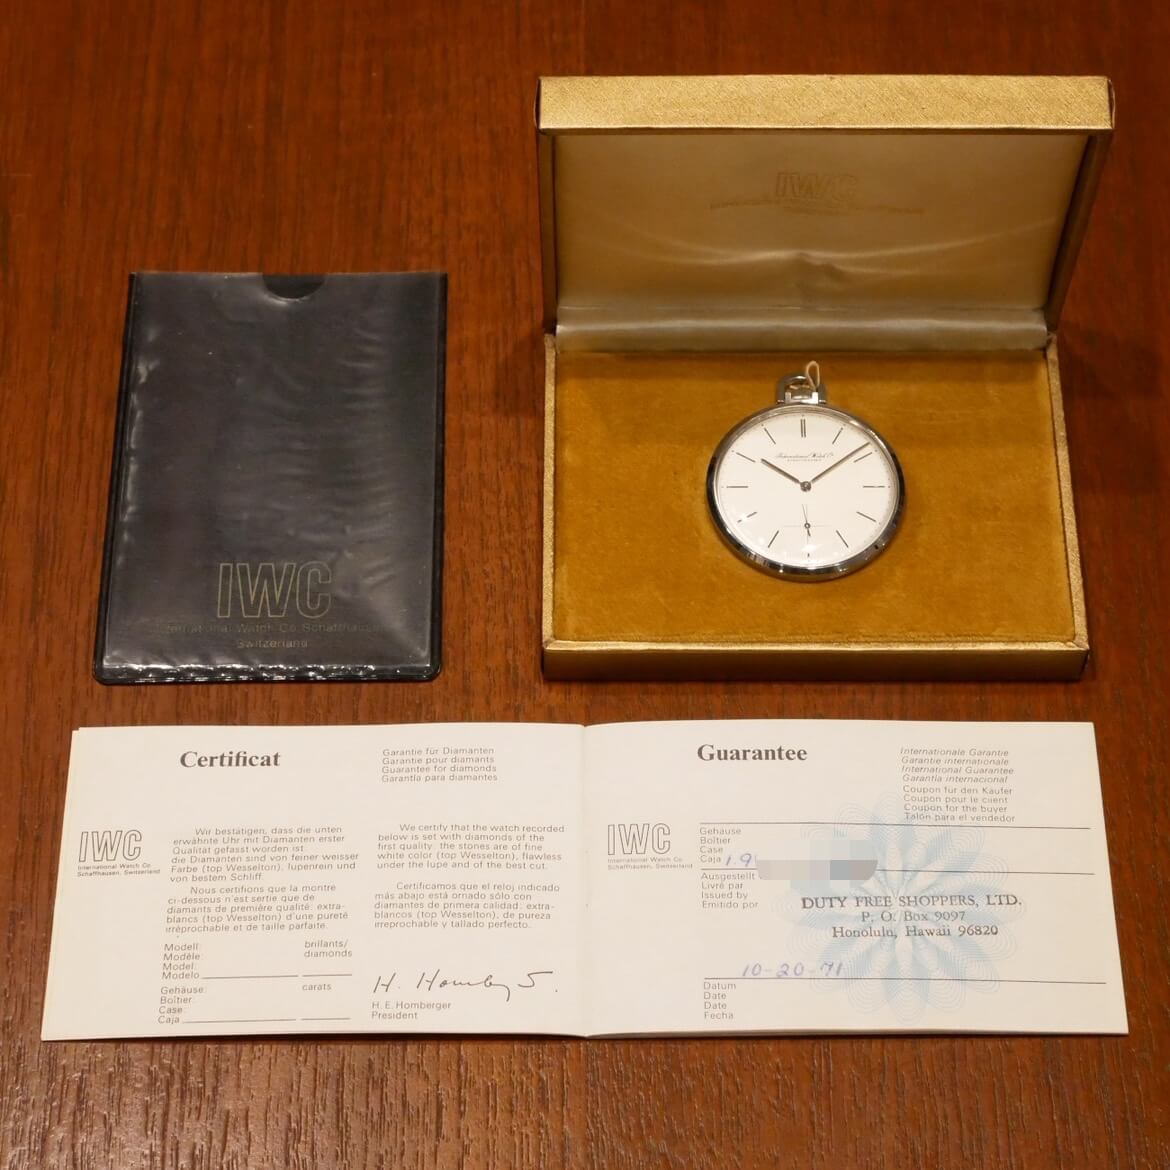 IWC
International Watch Co
SCHAFFHAUSEN
IWC
International Watch Co. Schaffhausen
Switzerland
Certificat
Garantie für Diamanten
Garantie pour diamants
Guarantee for diamonds
Garantía para diamantes
IWC
International Watch Co.
Schaffhausen, Switzerland
Wir bestätigen, dass die unten
erwähnte Uhr mit Diamanten erster
Qualität gefasst worden ist:
die Diamanten sind von feiner weisser
Farbe (top Wesselton), lupenrein und
von bestem Schliff.
Nous certifions que la montre
ci-dessous n'est sertie que de
diamants de première qualité: extra-
blancs (top Wesselton) d'une pureté
irréprochable et de taille parfaite.
We certify that the watch recorded
below is set with diamonds of the
first quality: the stones are of fine
white color (top Wesselton), flawless
under the lupe and of the best cut.
Certificamos que el reloj indicado
más abajo está ornado sólo con
diamantes de primera calidad: extra-
blancos (top Wesselton), de pureza
irreprochable y tallado perfecto.
Modell:
Modèle:
Model:
Modelo
brillants/
diamonds
Gehäuse:
Boîtier:
Case:
Caja
carats
H. Homberger
H. E. Homberger
President
Guarantee
Internationale Garantie
Garantie internationale
International Guarantee
Garantía internacional
Coupon für den Käufer
Coupon pour le client
Coupon for the buyer
Talón para el vendedor
IWC
International Watch Co.
Schaffhausen, Switzerland
Gehäuse
Boîtier
Case
Caja 1.9
Ausgestellt
Livré par
Issued by
Emitido por
DUTY FREE SHOPPERS, LTD.
P. O. Box 9097
Honolulu, Hawaii 96820
10-20-71
Datum
Date
Date
Fecha